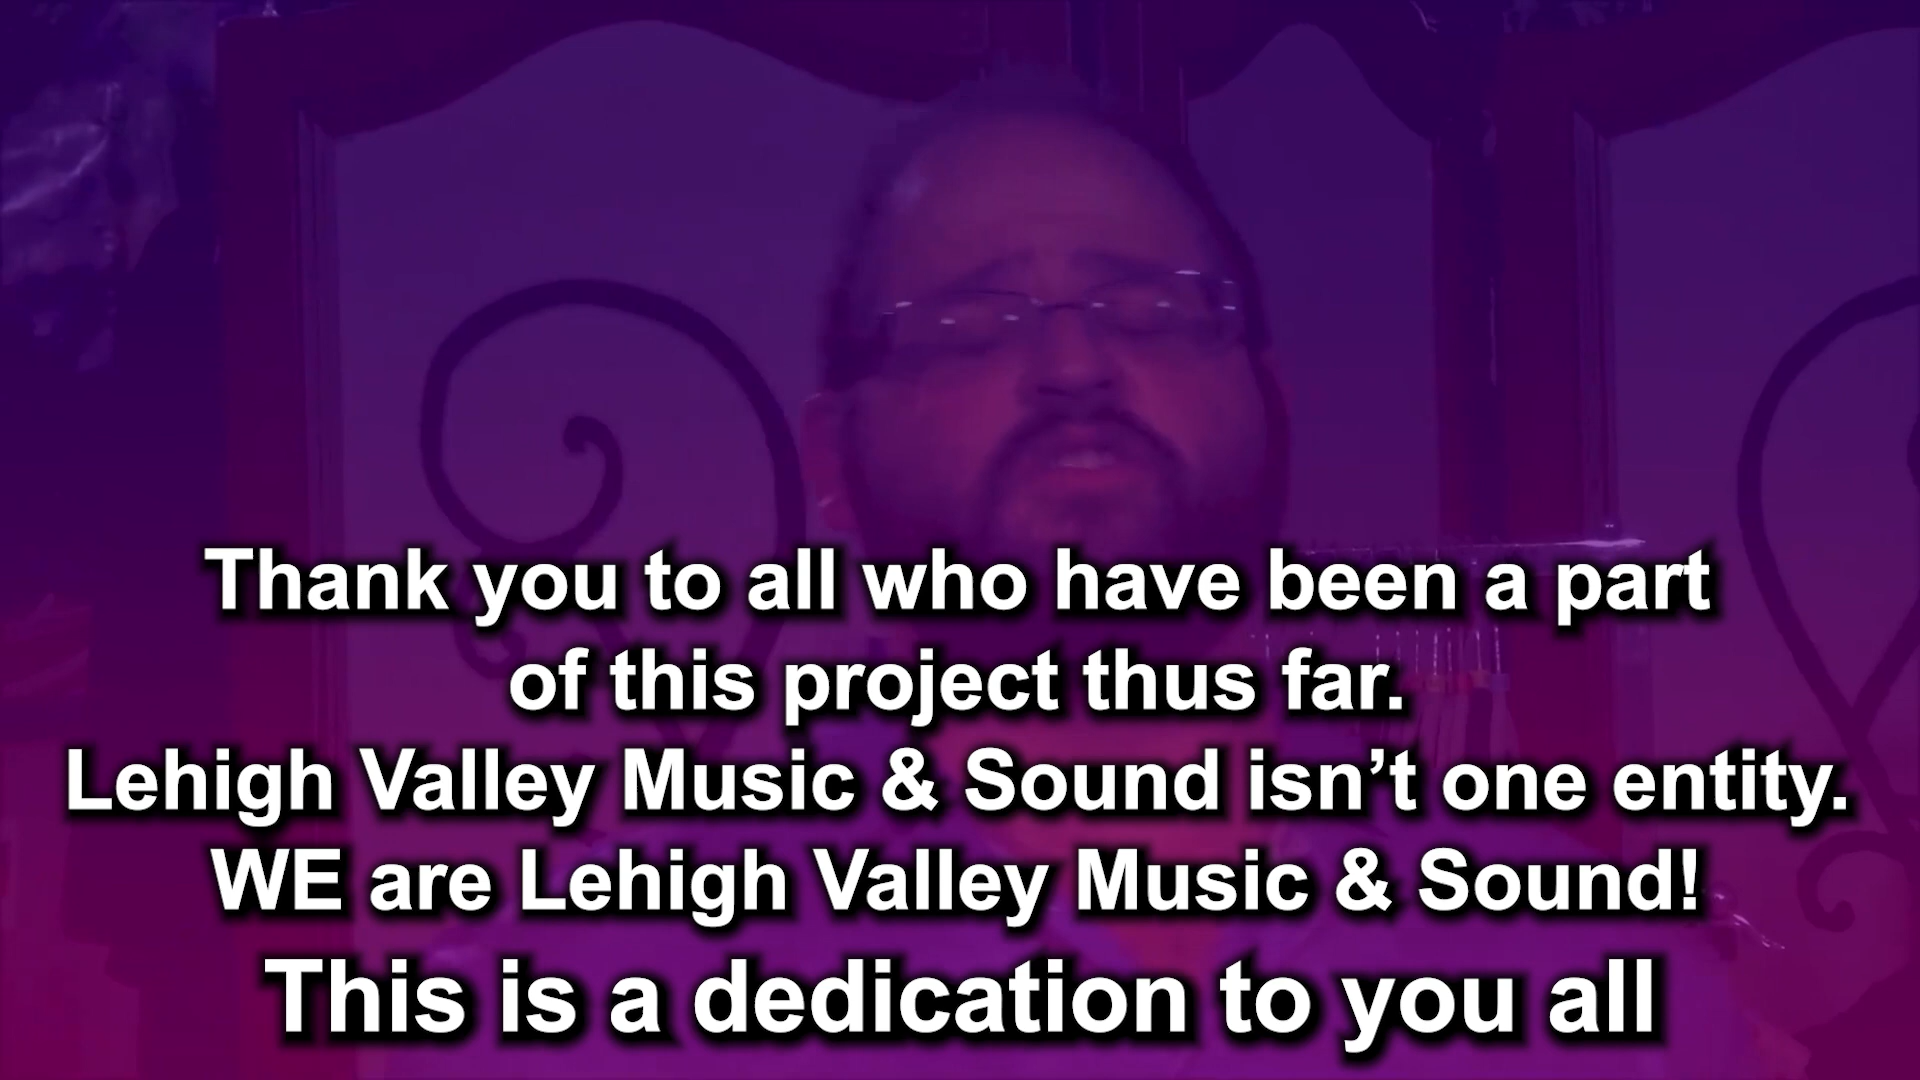 Thank you to all who have been a part
of this project thus far.
Lehigh Valley Music & Sound isn’t one entity.
WE are Lehigh Valley Music & Sound!
This is a dedication to you all